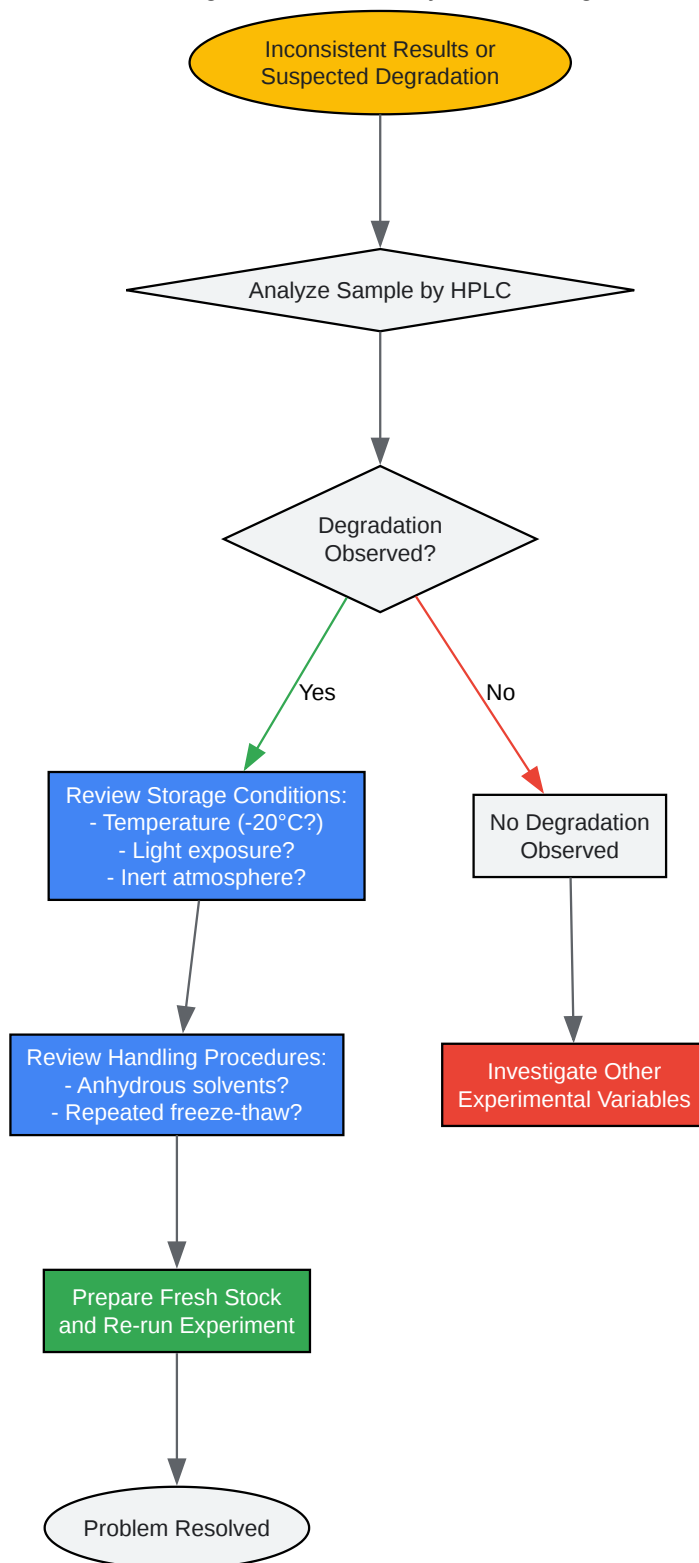 Inconsistent Results or
Suspected Degradation
Analyze Sample by HPLC
Degradation
Observed?
Yes
No
Review Storage Conditions:
- Temperature (-20°C?)
- Light exposure?
- Inert atmosphere?
No Degradation
Observed
Review Handling Procedures:
- Anhydrous solvents?
- Repeated freeze-thaw?
Investigate Other
Experimental Variables
Prepare Fresh Stock
and Re-run Experiment
Problem Resolved